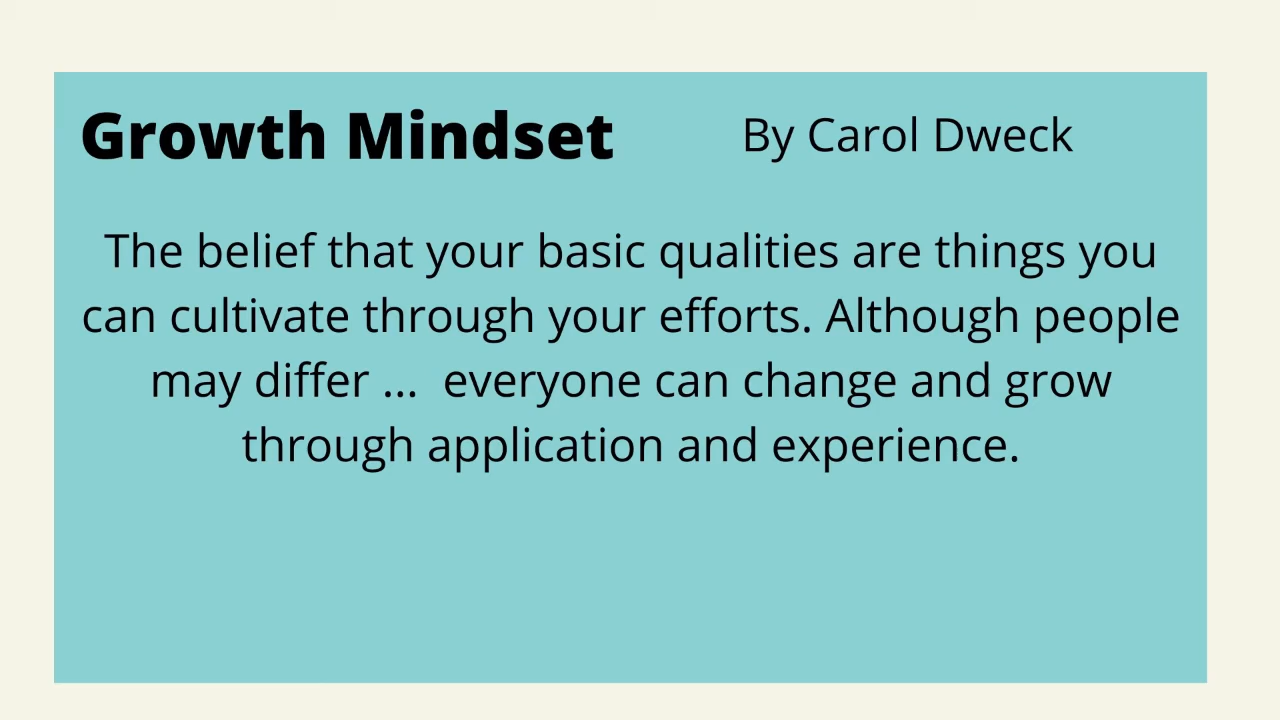 Growth Mindset By Carol Dweck
The belief that your basic qualities are things you
can cultivate through your efforts. Although people
may differ ...  everyone can change and grow
through application and experience.